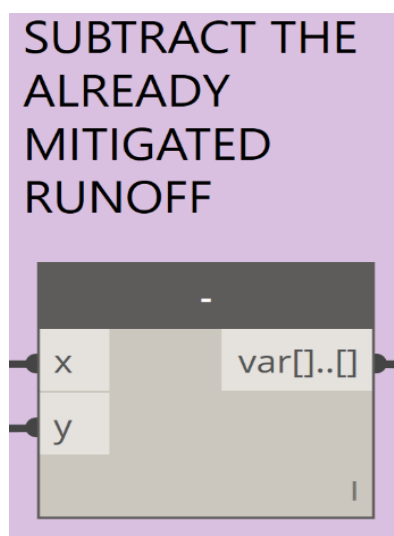 SUBTRACT THE
ALREADY
MITIGATED
RUNOFF
-
x var[]..[]
y
l